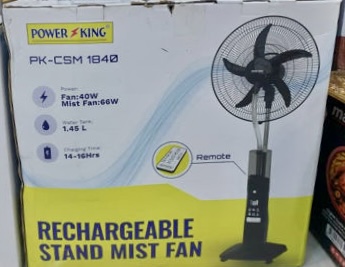 POWER KING
PK-CSM 1840
Power:
Fan:40W
Mist Fan:66W
Water Tank:
1.45 L
Charging Time:
14-16Hrs
Remote
RECHARGEABLE
STAND MIST FAN